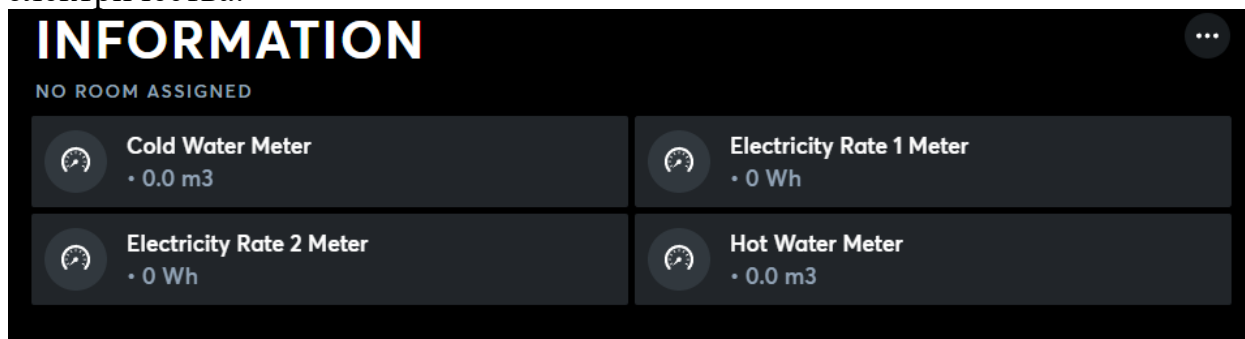 INFORMATION
NO ROOM ASSIGNED
Cold Water Meter
• 0.0 m3
Electricity Rate 1 Meter
• 0 Wh
Electricity Rate 2 Meter
• 0 Wh
Hot Water Meter
• 0.0 m3